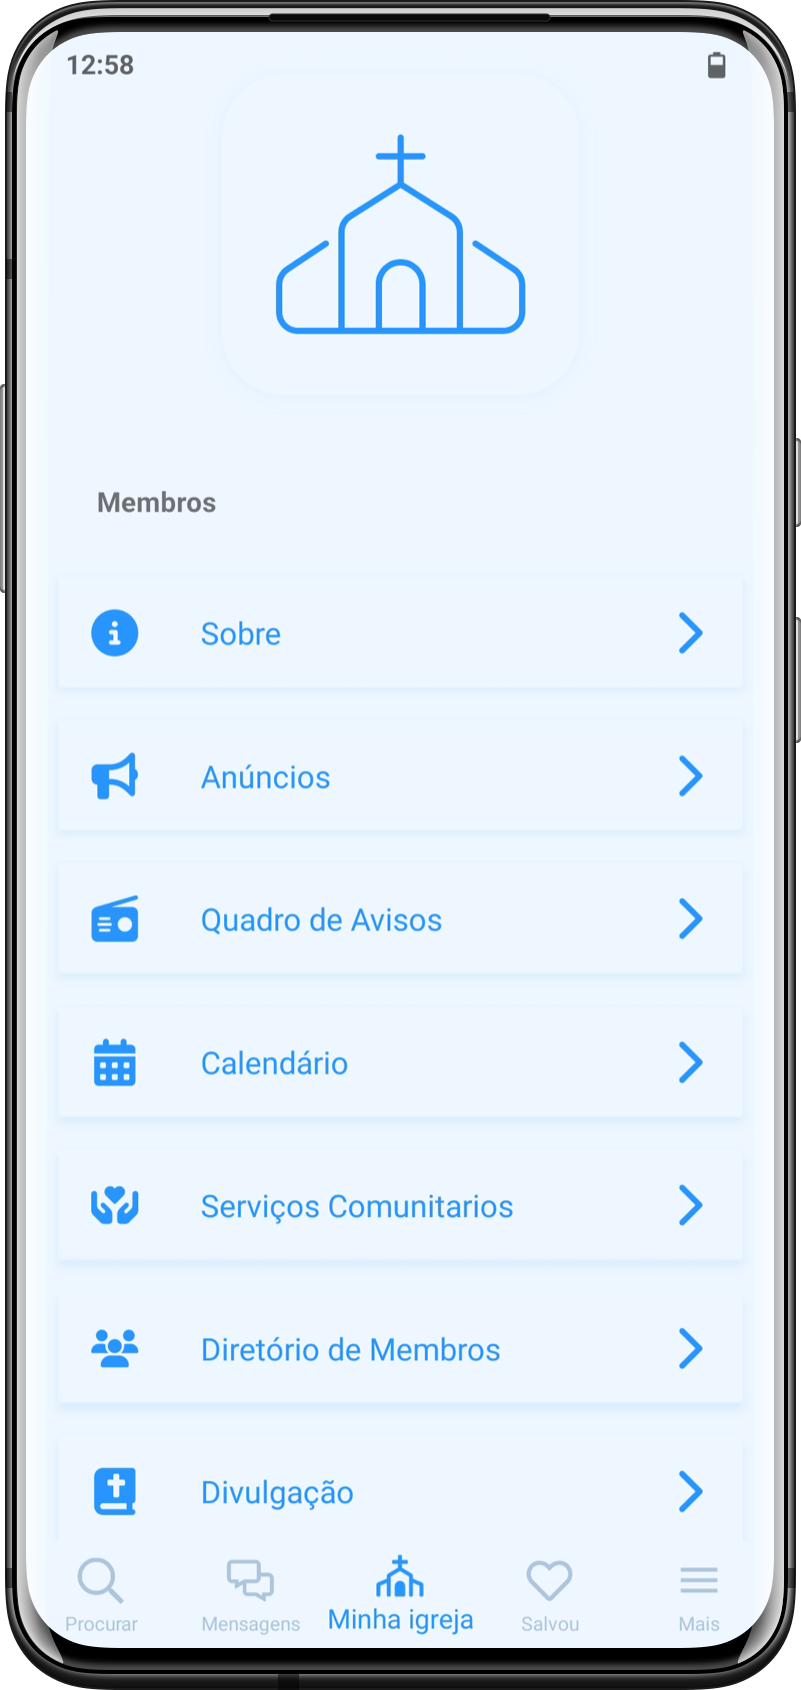 12:58
Membros
Sobre
Anúncios
Quadro de Avisos
Calendário
Serviços Comunitarios
Diretório de Membros
Divulgação
Procurar
Mensagens
Minha igreja
Salvou
Mais